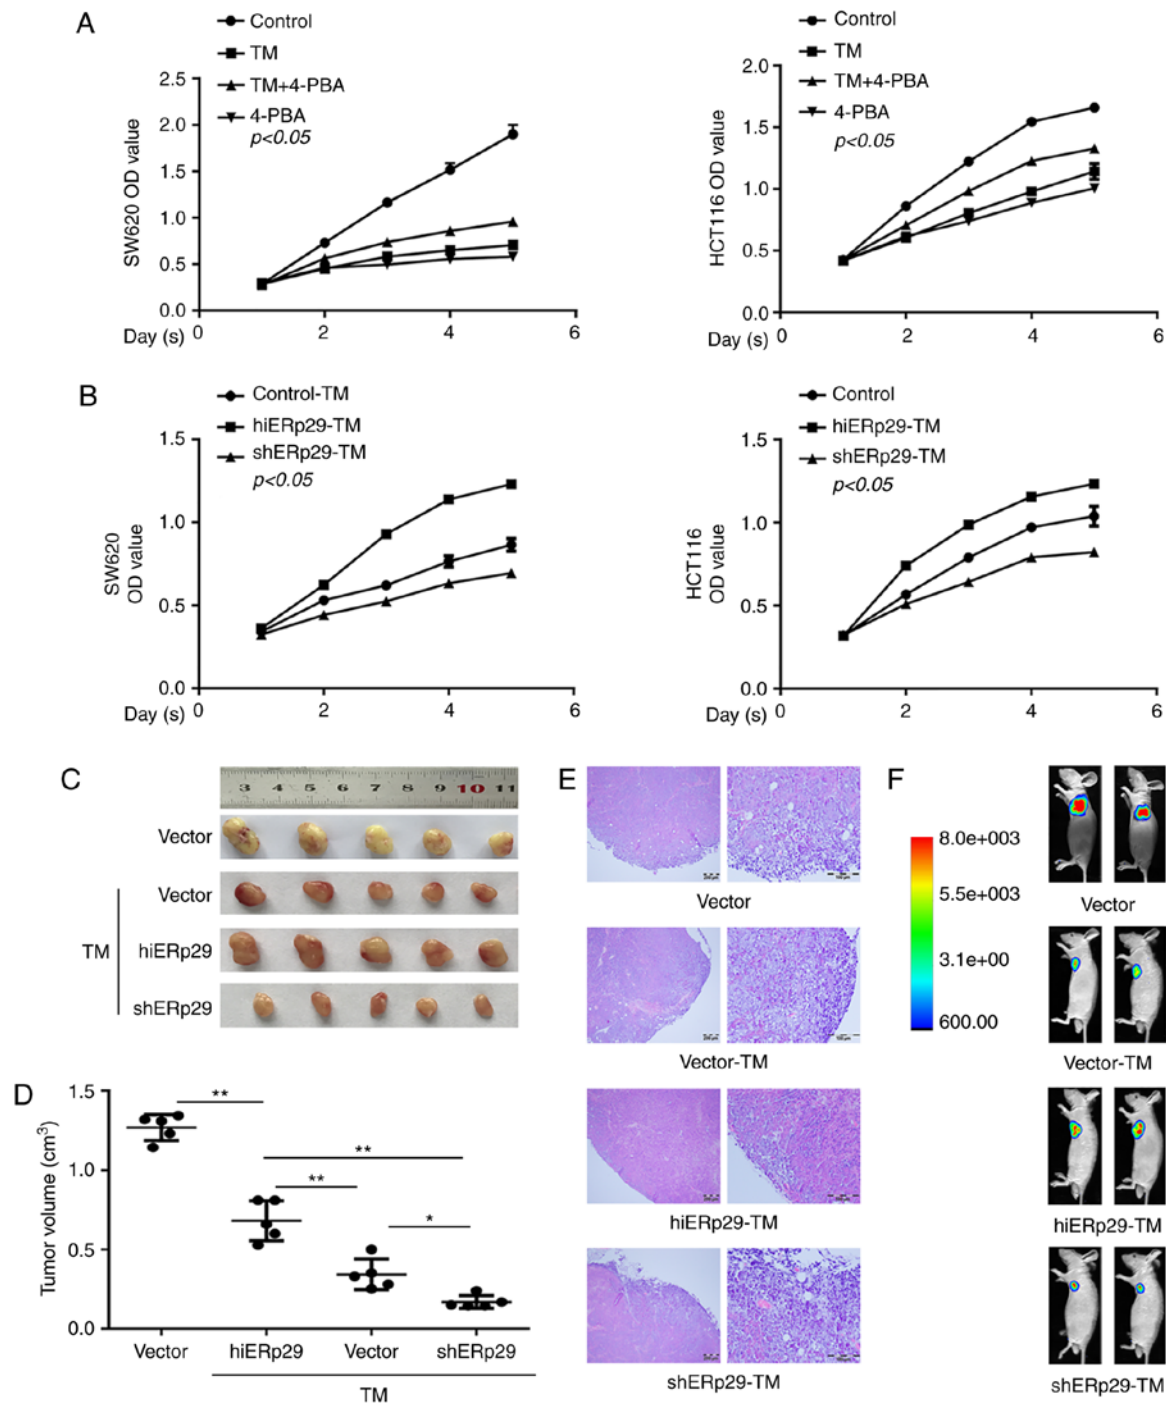 A
Control
TM
TM+4-PBA
4-PBA
p<0.05
SW620 OD value
2.5
2.0
1.5
1.0
0.5
0.0
0 2 4 6
Day (s)
Control
TM
TM+4-PBA
4-PBA
p<0.05
HCT116 OD value
2.0
1.5
1.0
0.5
0.0
0 2 4 6
Day (s)
B
Control-TM
hiERp29-TM
shERp29-TM
p<0.05
SW620
OD value
1.5
1.0
0.5
0.0
0 2 4 6
Day (s)
Control
hiERp29-TM
shERp29-TM
p<0.05
HCT116
OD value
1.5
1.0
0.5
0.0
0 2 4 6
Day (s)
C
3 4 5 6 7 8 9 10 11
Vector
TM
Vector
hiERp29
shERp29
D
Tumor volume (cm3)
1.5
1.0
0.5
0.0
**
**
**
*
Vector hiERp29 Vector shERp29
TM
E
Vector
Vector-TM
hiERp29-TM
shERp29-TM
F
8.0e+003
5.5e+003
3.1e+00
600.00
Vector
Vector-TM
hiERp29-TM
shERp29-TM